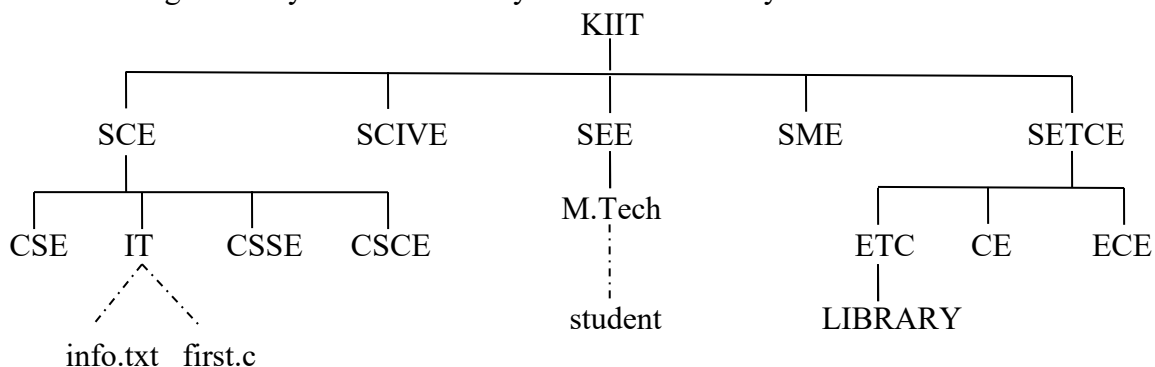 KIIT
SCE SCIVE SEE SME SETCE
M.Tech
CSE IT CSSE CSCE ETC CE ECE
student LIBRARY
info.txt first.c